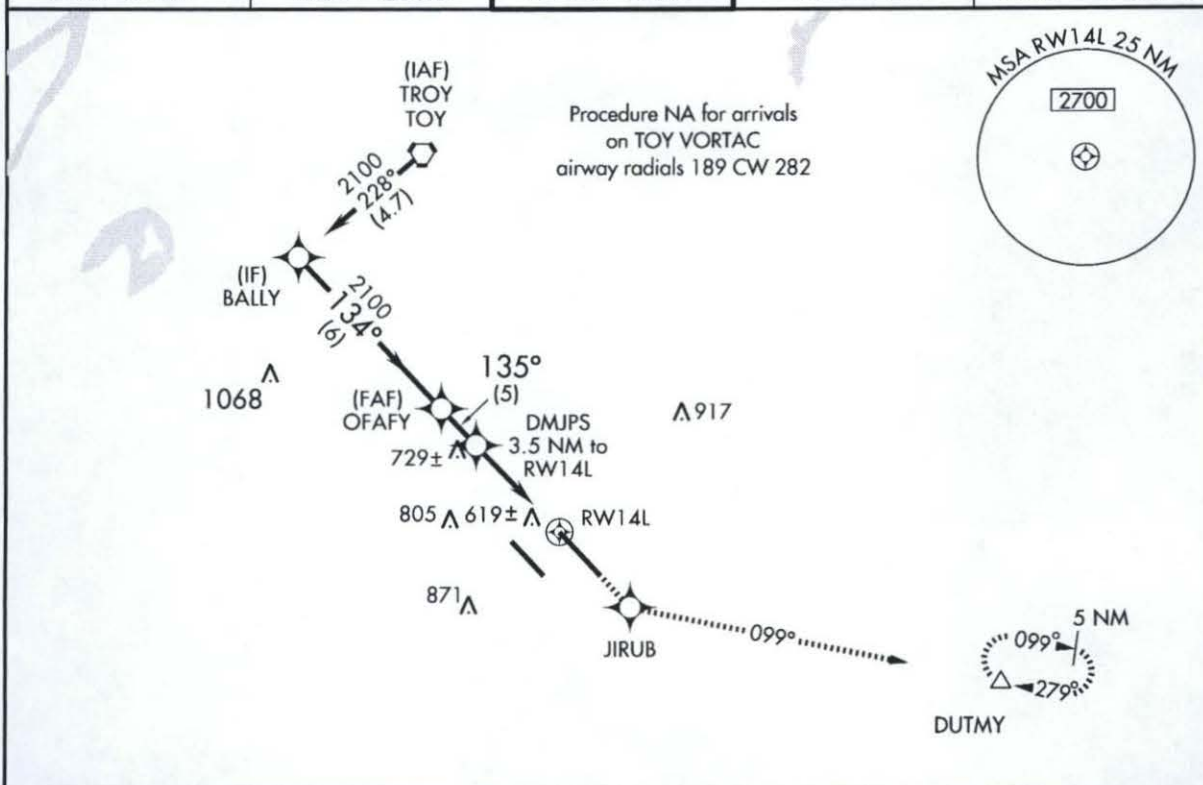 (IAF)
TROY
TOY
Procedure NA for arrivals
on TOY VORTAC
airway radials 189 CW 282
MSA RW14L 25 NM
2700
2100
228°
(4.7)
(IF)
BALLY
2100
134°
(6)
1068
135°
(5)
(FAF)
OFAFY
DMJPS
3.5 NM to
RW14L
917
729±
805
619±
RW14L
871
JIRUB
099°
5 NM
099°
279°
DUTMY